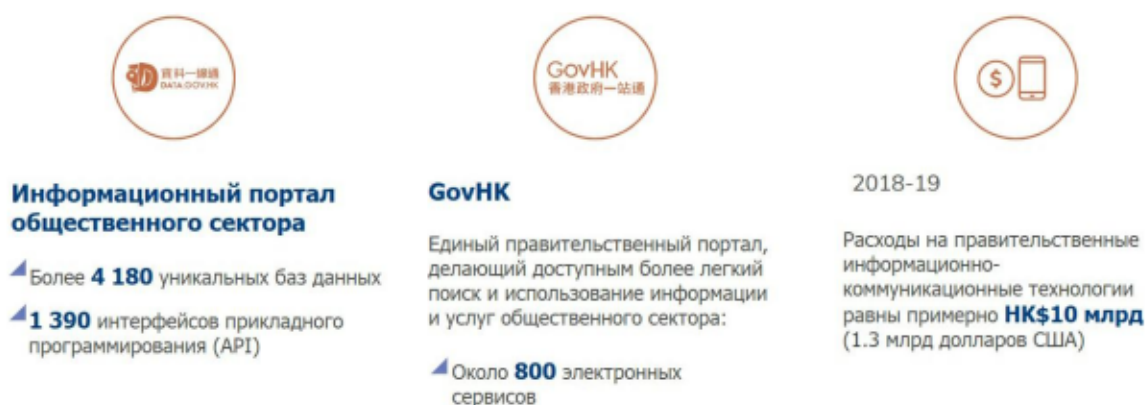 資料一線通
DATA.GOV.HK
Информационный портал
общественного сектора
Более 4 180 уникальных баз данных
1 390 интерфейсов прикладного
программирования (API)
GovHK
香港政府一站通
GovHK
Единый правительственный портал,
делающий доступным более легкий
поиск и использование информации
и услуг общественного сектора:
Около 800 электронных
сервисов
$
2018-19
Расходы на правительственные
информационно-
коммуникационные технологии
равны примерно HK$10 млрд
(1.3 млрд долларов США)